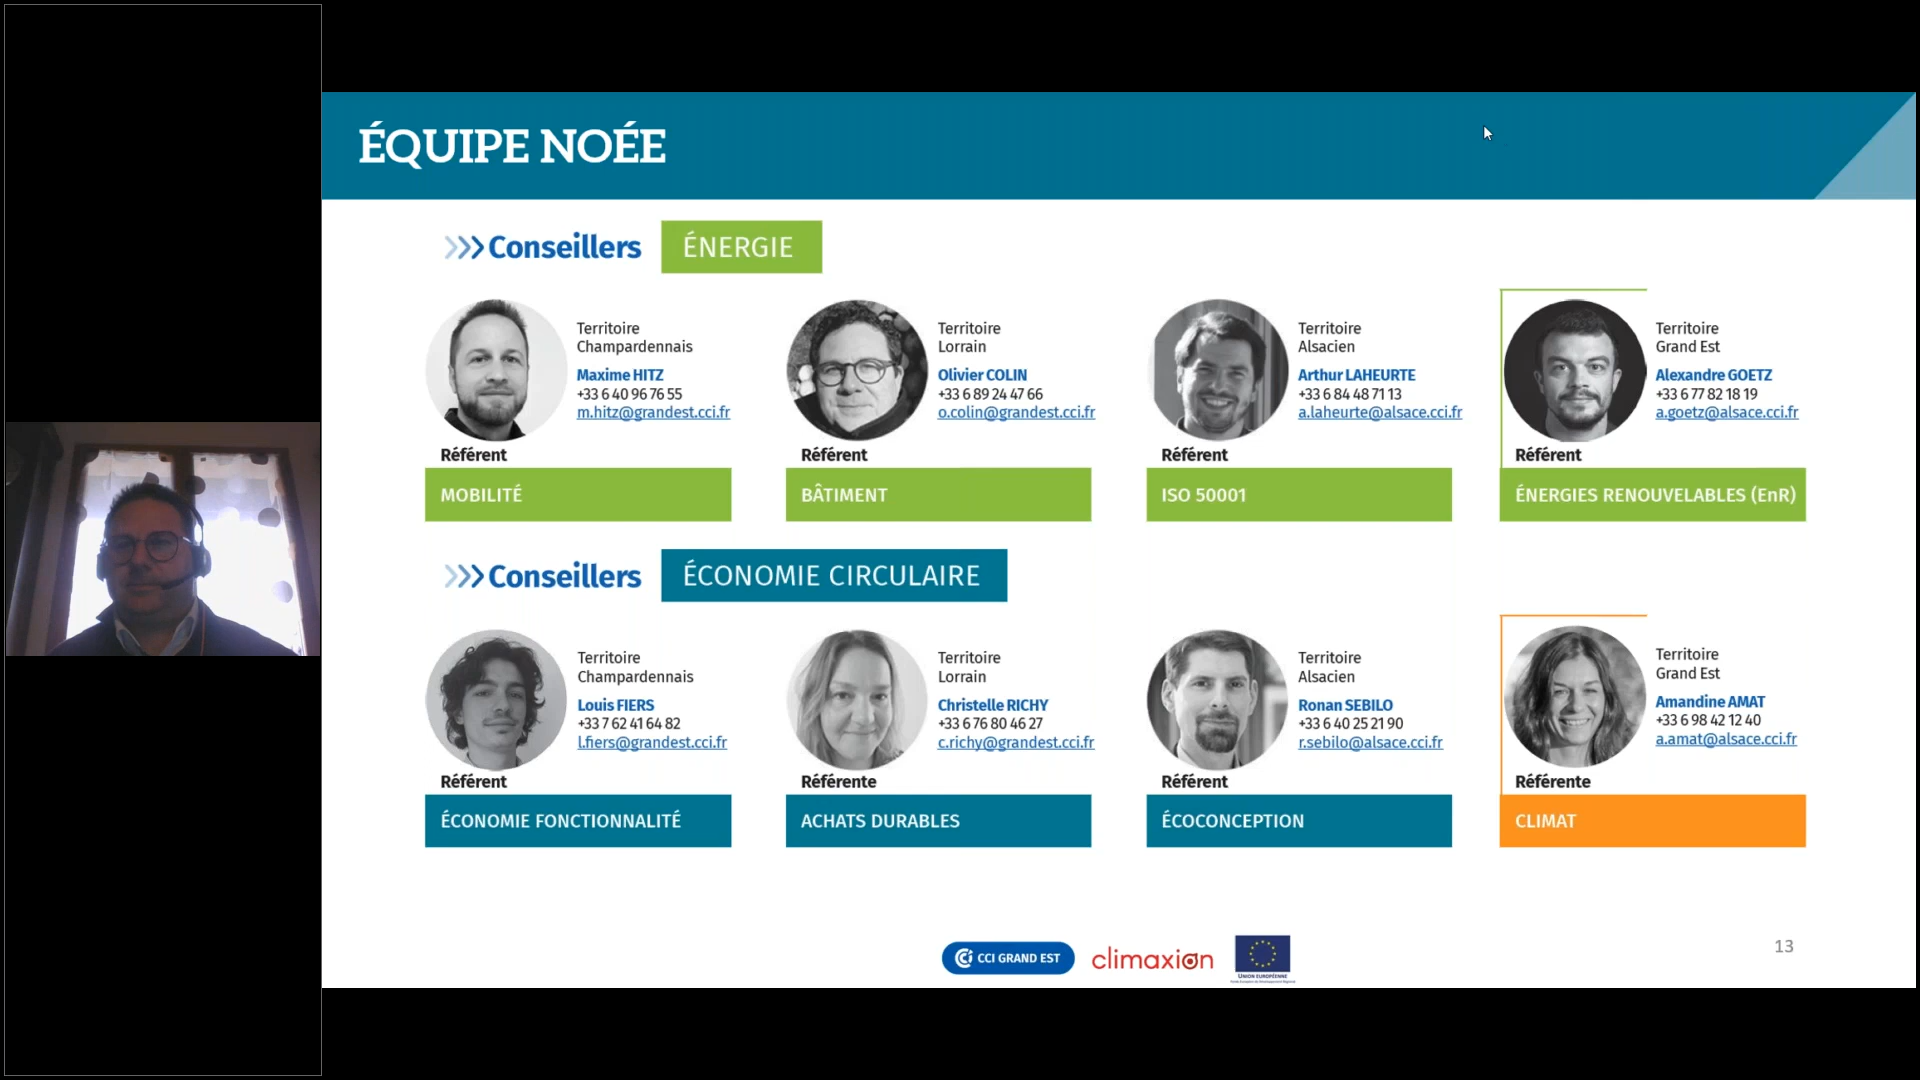 ÉQUIPE NOÉE
Conseillers ÉNERGIE
Territoire
Champardennais
Maxime HITZ
+33 6 40 96 76 55
m.hitz@grandest.cci.fr
Référent
MOBILITÉ
Territoire
Lorrain
Olivier COLIN
+33 6 89 24 47 66
o.colin@grandest.cci.fr
Référent
BÂTIMENT
Territoire
Alsacien
Arthur LAHEURTE
+33 6 84 48 71 13
a.laheurte@alsace.cci.fr
Référent
ISO 50001
Territoire
Grand Est
Alexandre GOETZ
+33 6 77 82 18 19
a.goetz@alsace.cci.fr
Référent
ÉNERGIES RENOUVELABLES (EnR)
Conseillers ÉCONOMIE CIRCULAIRE
Territoire
Champardennais
Louis FIERS
+33 7 62 41 64 82
l.fiers@grandest.cci.fr
Référent
ÉCONOMIE FONCTIONNALITÉ
Territoire
Lorrain
Christelle RICHY
+33 6 76 80 46 27
c.richy@grandest.cci.fr
Référente
ACHATS DURABLES
Territoire
Alsacien
Ronan SEBILO
+33 6 40 25 21 90
r.sebilo@alsace.cci.fr
Référent
ÉCOCONCEPTION
Territoire
Grand Est
Amandine AMAT
+33 6 98 42 12 40
a.amat@alsace.cci.fr
Référente
CLIMAT
CCI GRAND EST
climaxion
UNION EUROPÉENNE
13